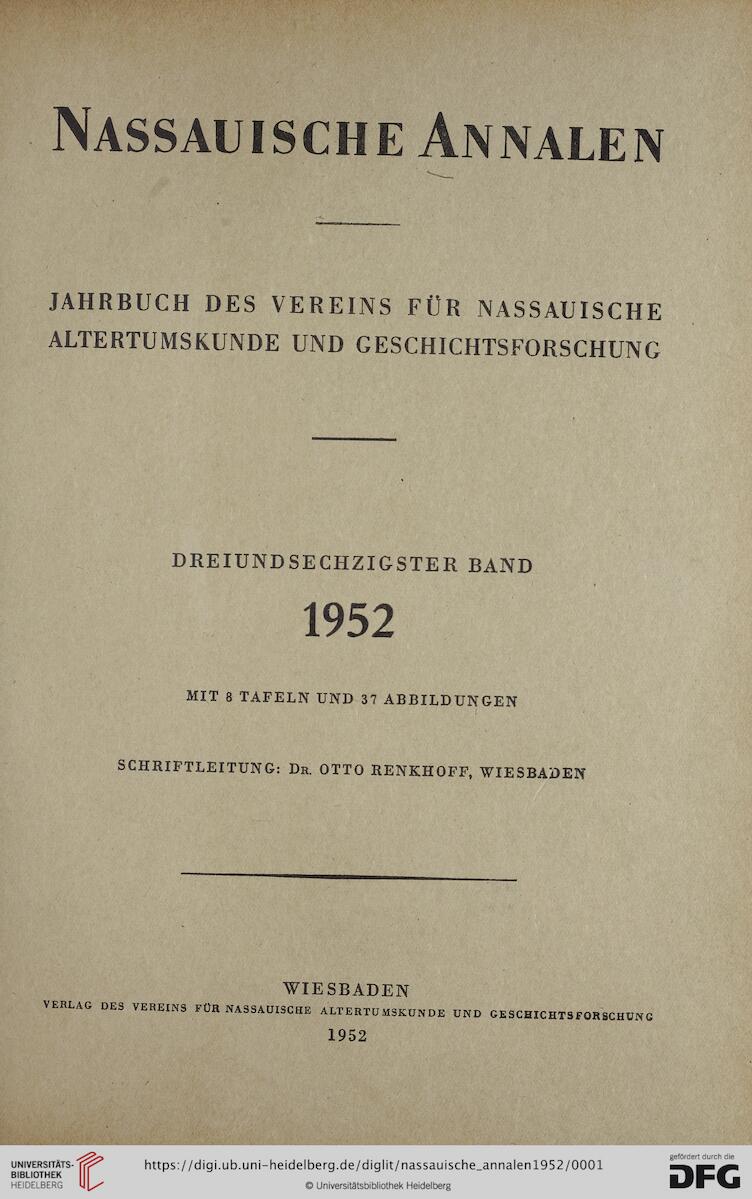 NASSAUISCHE ANNALEN
JAHRBUCH DES VEREINS FÜR NASSAUISCHE
ALTERTUMSKUNDE UND GESCHICHTSFORSCHUNG
DREIUNDSECHZIGSTER BAND
1952
MIT 8 TAFELN UND 37 ABBILDUNGEN
SCHRIFTLEITUNG: DR. OTTO RENKHOFF, WIESBADEN
WIESBADEN
VERLAG DES VEREINS FÜR NASSAUISCHE ALTERTUMSKUNDE UND GESCHICHTSFORSCHUNG
1952
UNIVERSITÄTS-
BIBLIOTHEK
HEIDELBERG
https://digi.ub.uni-heidelberg.de/diglit/nassauische_annalen1952/0001
© Universitätsbibliothek Heidelberg
gefördert durch die
DFG